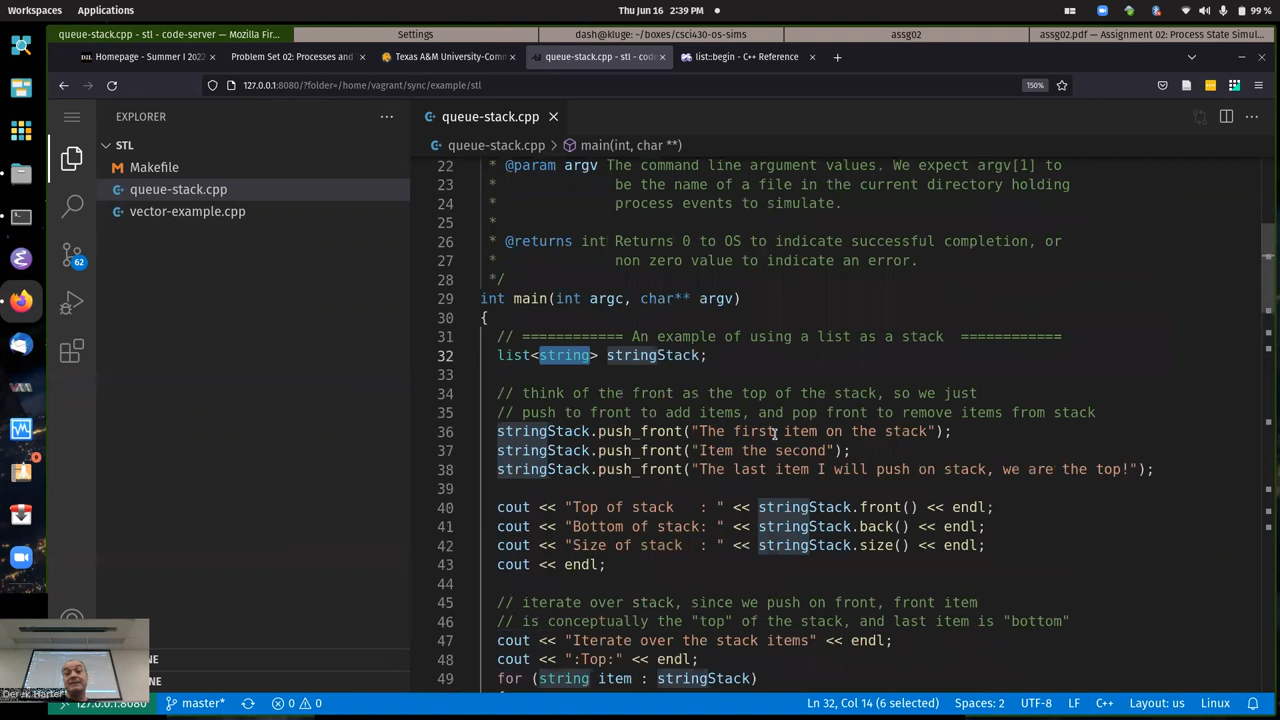 Workspaces Applications Thu Jun 16 2:39 PM 99 %
queue-stack.cpp - stl - code-server — Mozilla Fir... Settings dash@kluge: ~/boxes/csci430-os-sims assg02 assg02.pdf — Assignment 02: Process State Simul...
Homepage - Summer I 2022 Problem Set 02: Processes and Texas A&M University-Comm queue-stack.cpp - stl - code list::begin - C++ Reference
127.0.0.1:8080/?folder=/home/vagrant/sync/example/stl 150%
EXPLORER
queue-stack.cpp
STL
queue-stack.cpp > main(int, char **)
Makefile
queue-stack.cpp
vector-example.cpp
22 * @param argv The command line argument values. We expect argv[1] to
23 * be the name of a file in the current directory holding
24 * process events to simulate.
25 *
26 * @returns int Returns 0 to OS to indicate successful completion, or
27 * non zero value to indicate an error.
28 */
29 int main(int argc, char** argv)
30 {
31 // ============ An example of using a list as a stack ============
32 list<string> stringStack;
33
34 // think of the front as the top of the stack, so we just
35 // push to front to add items, and pop front to remove items from stack
36 stringStack.push_front("The first item on the stack");
37 stringStack.push_front("Item the second");
38 stringStack.push_front("The last item I will push on stack, we are the top!");
39
40 cout << "Top of stack   : " << stringStack.front() << endl;
41 cout << "Bottom of stack: " << stringStack.back() << endl;
42 cout << "Size of stack  : " << stringStack.size() << endl;
43 cout << endl;
44
45 // iterate over stack, since we push on front, front item
46 // is conceptually the "top" of the stack, and last item is "bottom"
47 cout << "Iterate over the stack items" << endl;
48 cout << ":Top:" << endl;
49 for (string item : stringStack)
62
9
Derek Harter
INE
NE
127.0.0.1:8080 master* 0 0 Ln 32, Col 14 (6 selected) Spaces: 2 UTF-8 LF C++ Layout: us Linux